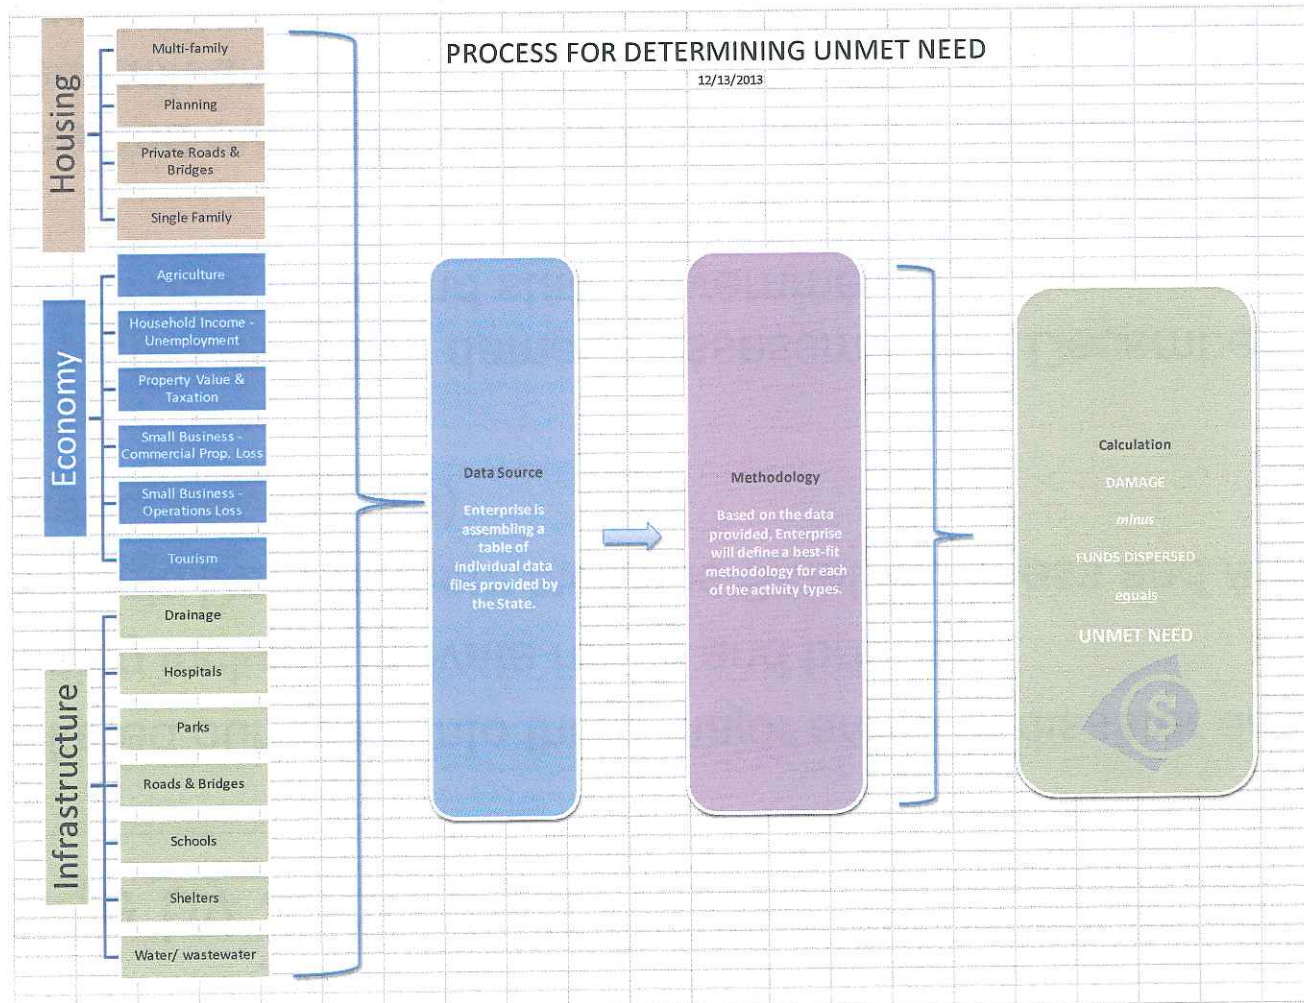 PROCESS FOR DETERMINING UNMET NEED
12/13/2013
Housing
Multi-family
Planning
Private Roads &
Bridges
Single Family
Economy
Agriculture
Household Income -
Unemployment
Property Value &
Taxation
Small Business -
Commercial Prop. Loss
Small Business -
Operations Loss
Tourism
Infrastructure
Drainage
Hospitals
Parks
Roads & Bridges
Schools
Shelters
Water/ wastewater
Data Source
Enterprise is
assembling a
table of
individual data
files provided by
the State.
Methodology
Based on the data
provided, Enterprise
will define a best-fit
methodology for each
of the activity types.
Calculation
DAMAGE
minus
FUNDS DISPERSED
equals
UNMET NEED
$